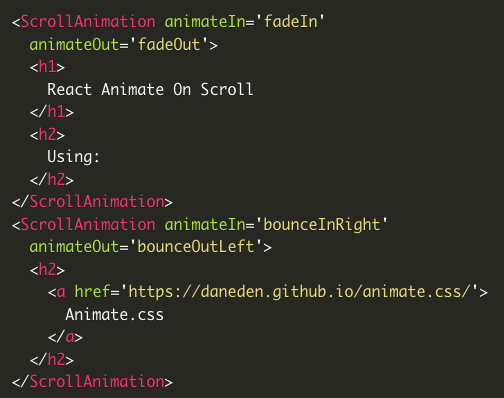 <ScrollAnimation animateIn='fadeIn'
  animateOut='fadeOut'>
  <h1>
    React Animate On Scroll
  </h1>
  <h2>
    Using:
  </h2>
</ScrollAnimation>
<ScrollAnimation animateIn='bounceInRight'
  animateOut='bounceOutLeft'>
  <h2>
    <a href='https://daneden.github.io/animate.css/'>
      Animate.css
    </a>
  </h2>
</ScrollAnimation>